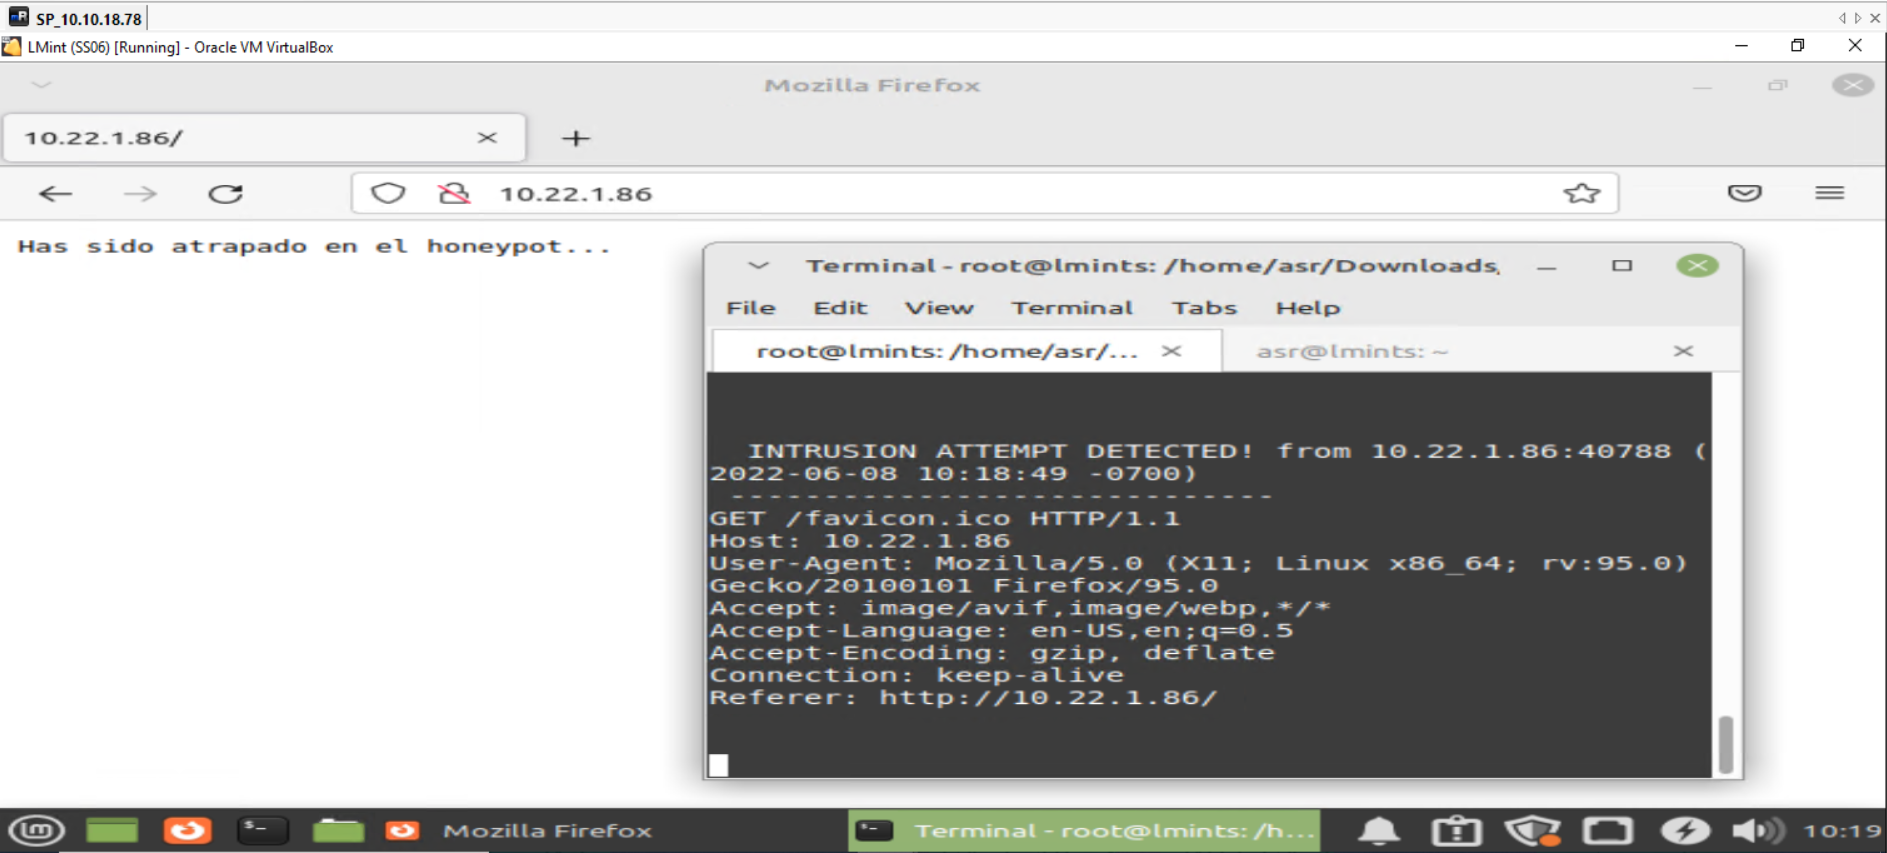 SP_10.10.18.78
LMint (SS06) [Running] - Oracle VM VirtualBox
Mozilla Firefox
10.22.1.86/
10.22.1.86
Has sido atrapado en el honeypot...
Terminal - root@lmints: /home/asr/Downloads
File Edit View Terminal Tabs Help
root@lmints: /home/asr/...
asr@lmints: ~
INTRUSION ATTEMPT DETECTED! from 10.22.1.86:40788 (
2022-06-08 10:18:49 -0700)
-----------------------------
GET /favicon.ico HTTP/1.1
Host: 10.22.1.86
User-Agent: Mozilla/5.0 (X11; Linux x86_64; rv:95.0)
Gecko/20100101 Firefox/95.0
Accept: image/avif,image/webp,*/*
Accept-Language: en-US,en;q=0.5
Accept-Encoding: gzip, deflate
Connection: keep-alive
Referer: http://10.22.1.86/
Mozilla Firefox
Terminal - root@lmints: /h...
10:19